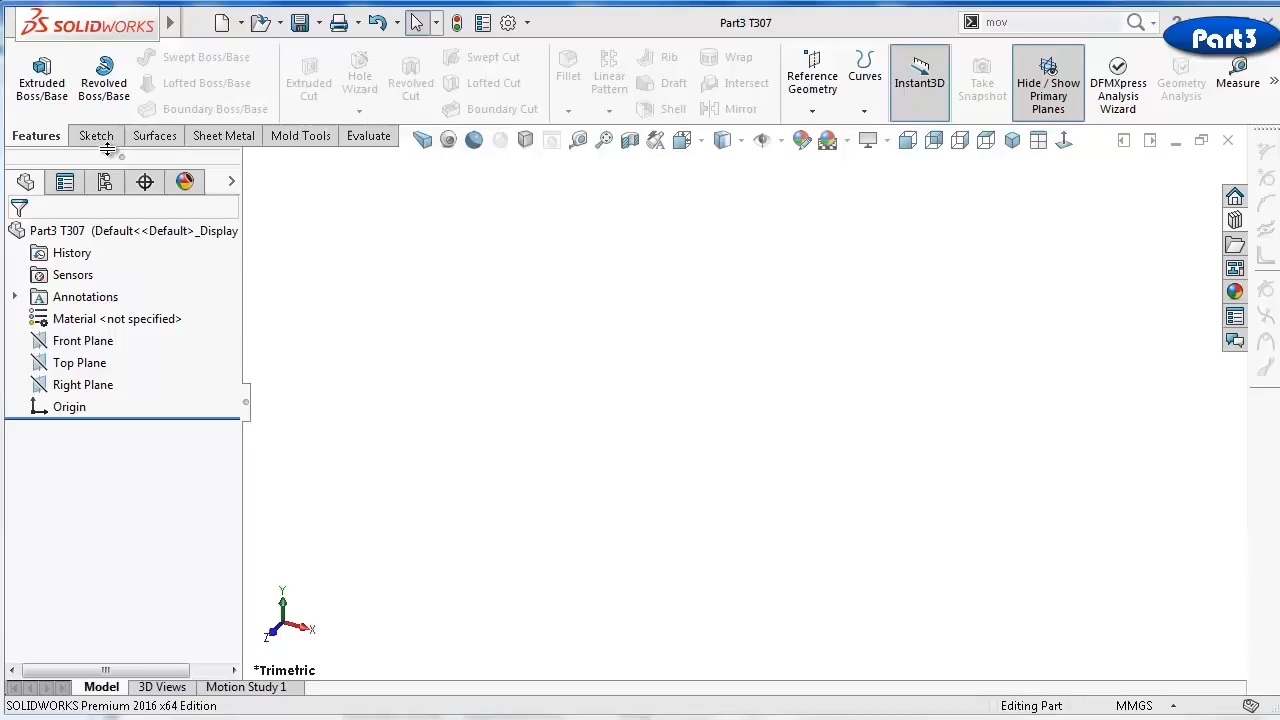 SOLIDWORKS
Part3 T307
mov
Part3
Extruded Boss/Base
Revolved Boss/Base
Swept Boss/Base
Lofted Boss/Base
Boundary Boss/Base
Extruded Cut
Hole Wizard
Revolved Cut
Swept Cut
Lofted Cut
Boundary Cut
Fillet
Linear Pattern
Rib
Draft
Shell
Wrap
Intersect
Mirror
Reference Geometry
Curves
Instant3D
Take Snapshot
Hide / Show Primary Planes
DFMXpress Analysis Wizard
Geometry Analysis
Measure
Features
Sketch
Surfaces
Sheet Metal
Mold Tools
Evaluate
Part3 T307 (Default<<Default>_Display
History
Sensors
Annotations
Material <not specified>
Front Plane
Top Plane
Right Plane
Origin
Y
X
Z
*Trimetric
Model
3D Views
Motion Study 1
SOLIDWORKS Premium 2016 x64 Edition
Editing Part
MMGS